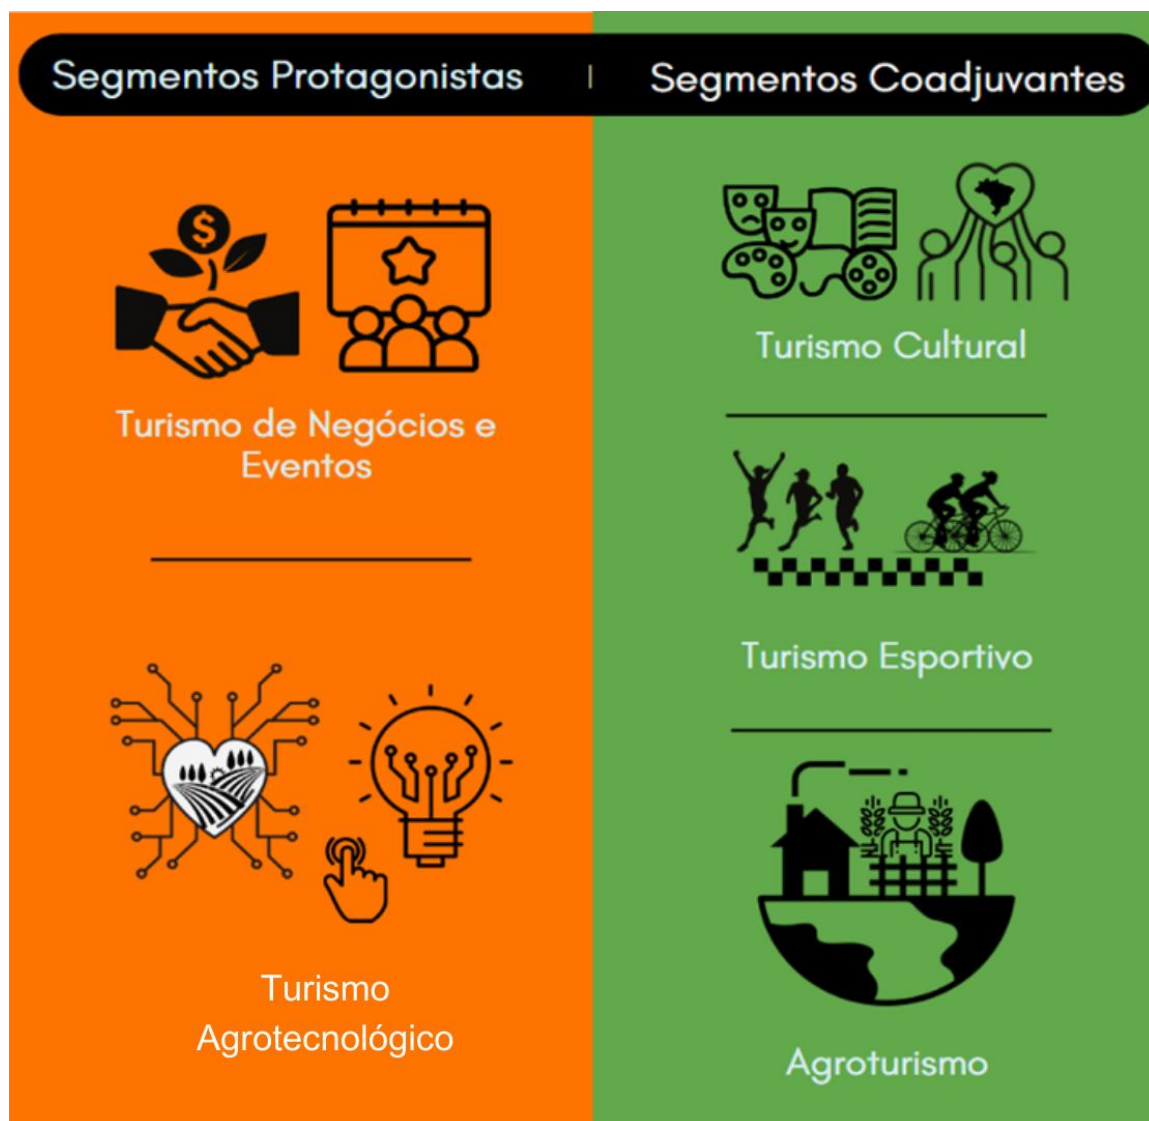 Segmentos Protagonistas | Segmentos Coadjuvantes
Turismo de Negócios e
Eventos
Turismo
Agrotecnológico
Turismo Cultural
Turismo Esportivo
Agroturismo